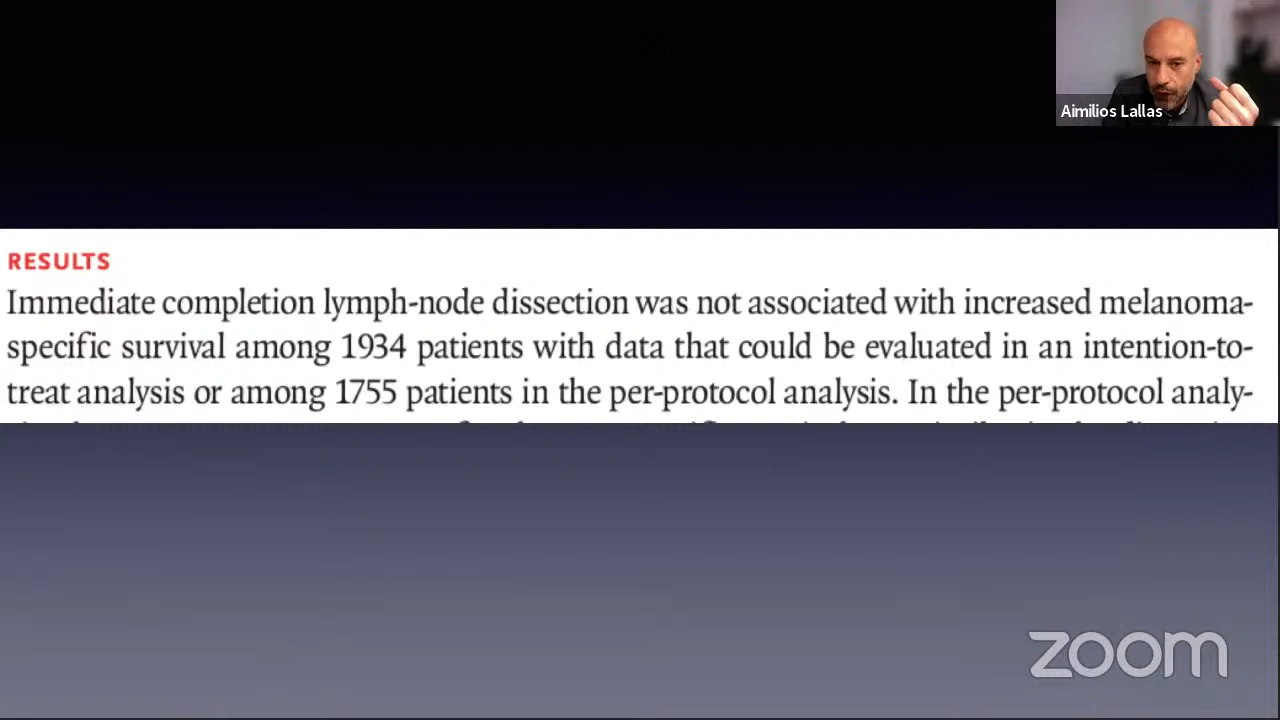 Aimilios Lallas
RESULTS
Immediate completion lymph-node dissection was not associated with increased melanoma-
specific survival among 1934 patients with data that could be evaluated in an intention-to-
treat analysis or among 1755 patients in the per-protocol analysis. In the per-protocol analy-
zoom